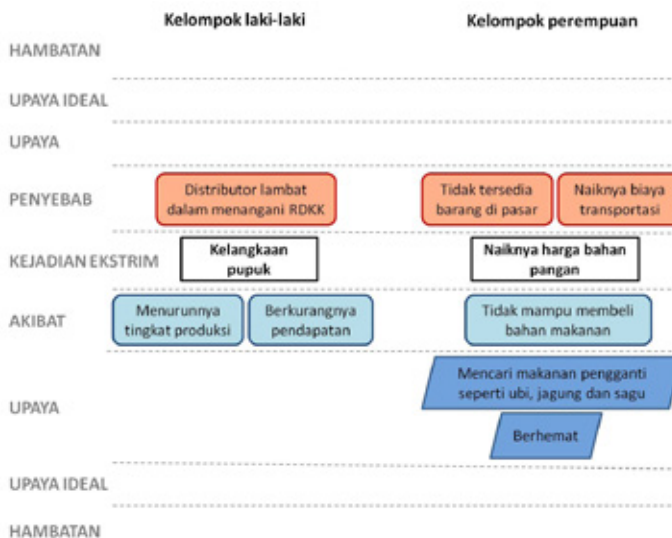 Kelompok laki-laki
Kelompok perempuan
HAMBATAN
UPAYA IDEAL
UPAYA
PENYEBAB
Distributor lambat
dalam menangani RDKK
Tidak tersedia
barang di pasar
Naiknya biaya
transportasi
KEJADIAN EKSTRIM
Kelangkaan
pupuk
Naiknya harga bahan
pangan
AKIBAT
Menurunnya
tingkat produksi
Berkurangnya
pendapatan
Tidak mampu membeli
bahan makanan
UPAYA
Mencari makanan pengganti
seperti ubi, jagung dan sagu
Berhemat
UPAYA IDEAL
HAMBATAN